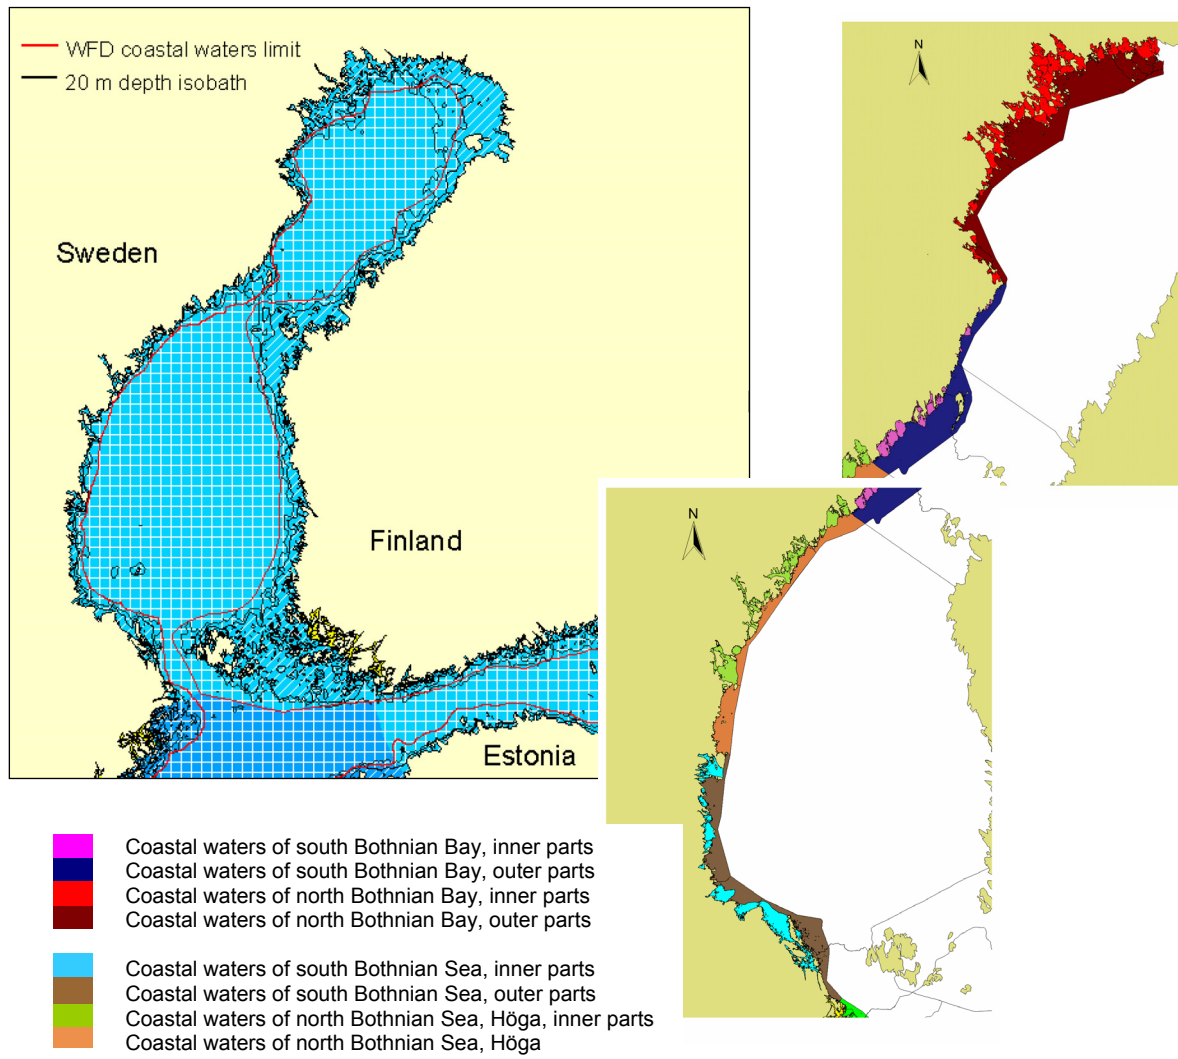 WFD coastal waters limit
20 m depth isobath
Sweden
Finland
Estonia
N
N
Coastal waters of south Bothnian Bay, inner parts
Coastal waters of south Bothnian Bay, outer parts
Coastal waters of north Bothnian Bay, inner parts
Coastal waters of north Bothnian Bay, outer parts
Coastal waters of south Bothnian Sea, inner parts
Coastal waters of south Bothnian Sea, outer parts
Coastal waters of north Bothnian Sea, Höga, inner parts
Coastal waters of north Bothnian Sea, Höga